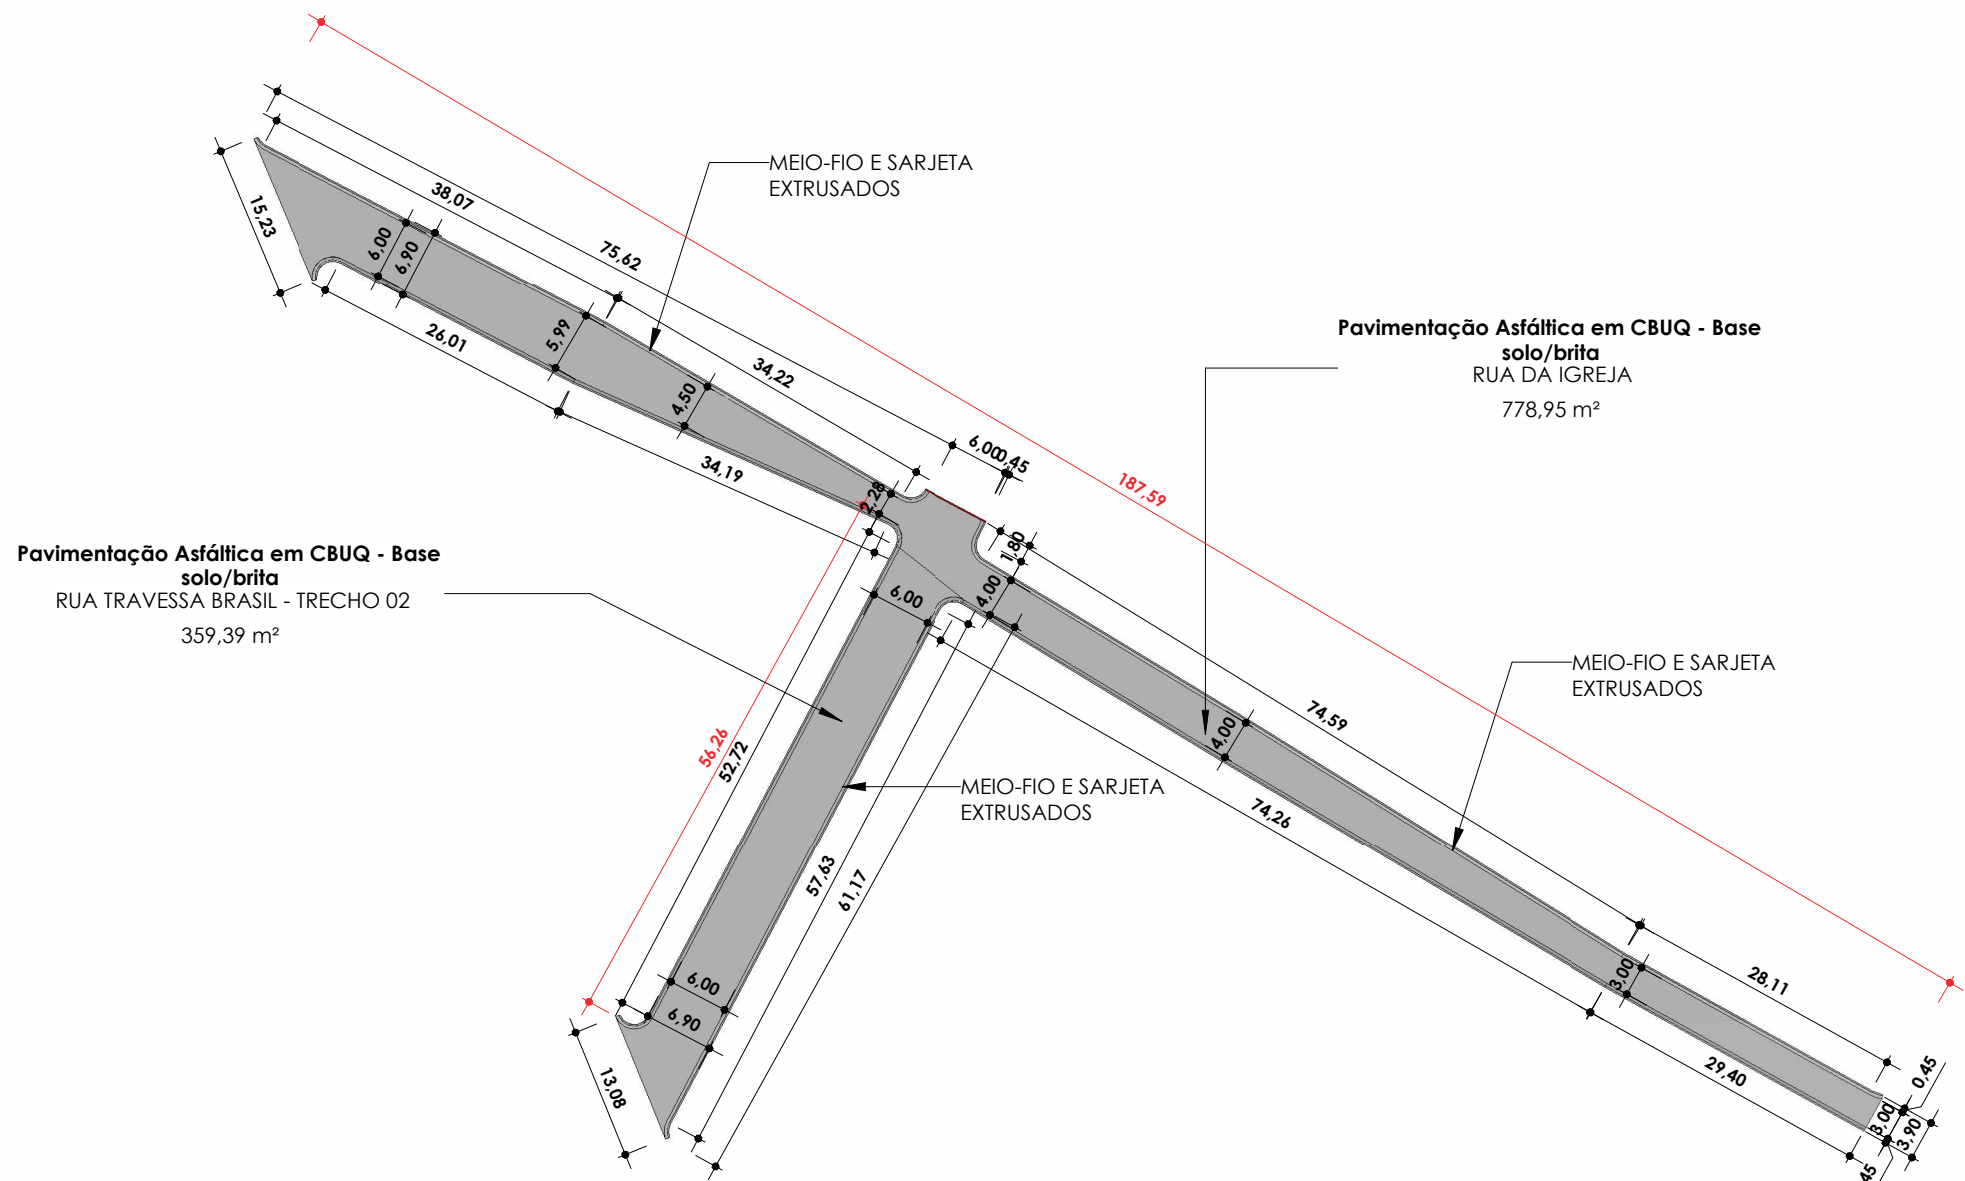 MEIO-FIO E SARJETA
EXTRUSADOS
15,23
38,07
75,62
6,00
6,90
26,01
5,99
4,50
34,22
34,19
6,00
0,45
187,59
2,28
Pavimentação Asfáltica em CBUQ - Base
solo/brita
RUA DA IGREJA
778,95 m²
Pavimentação Asfáltica em CBUQ - Base
solo/brita
RUA TRAVESSA BRASIL - TRECHO 02
359,39 m²
1,80
4,00
6,00
MEIO-FIO E SARJETA
EXTRUSADOS
74,59
4,00
74,26
56,26
52,72
MEIO-FIO E SARJETA
EXTRUSADOS
57,63
61,17
6,00
6,90
13,08
3,00
28,11
29,40
0,45
3,00
3,90
45